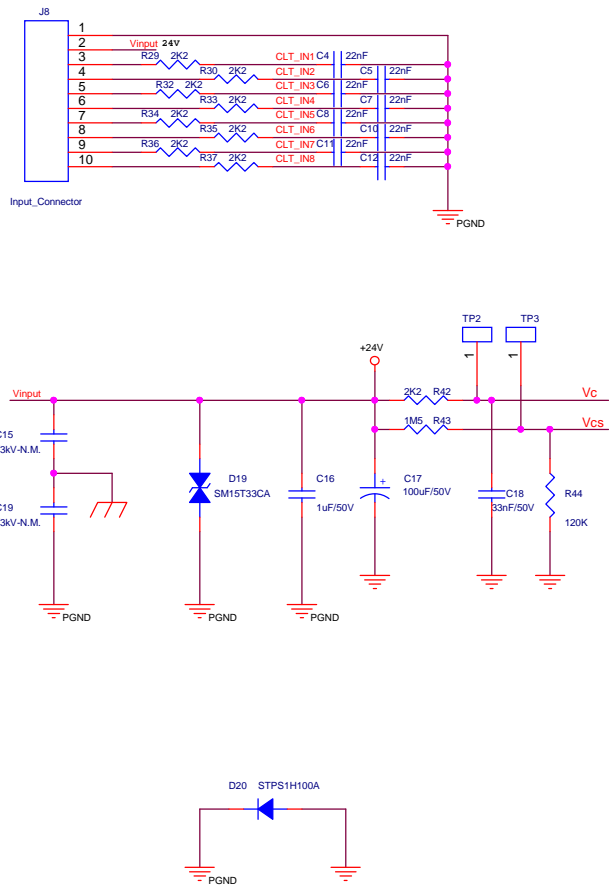 J8
1
2
Vinput 24V
3
R29 2K2 CLT_IN1 C4 22nF
4
R30 2K2 CLT_IN2 C5 22nF
5
R32 2K2 CLT_IN3 C6 22nF
6
R33 2K2 CLT_IN4 C7 22nF
7
R34 2K2 CLT_IN5 C8 22nF
8
R35 2K2 CLT_IN6 C10 22nF
9
R36 2K2 CLT_IN7 C11 22nF
10
R37 2K2 CLT_IN8 C12 22nF
Input_Connector
PGND
TP2 TP3
+24V
1 1
Vinput
2K2 R42
Vc
1M5 R43
Vcs
C15
3kV-N.M.
D19
SM15T33CA
C16
1uF/50V
+
C17
100uF/50V
C18
33nF/50V
R44
120K
C19
3kV-N.M.
PGND PGND PGND
D20 STPS1H100A
PGND